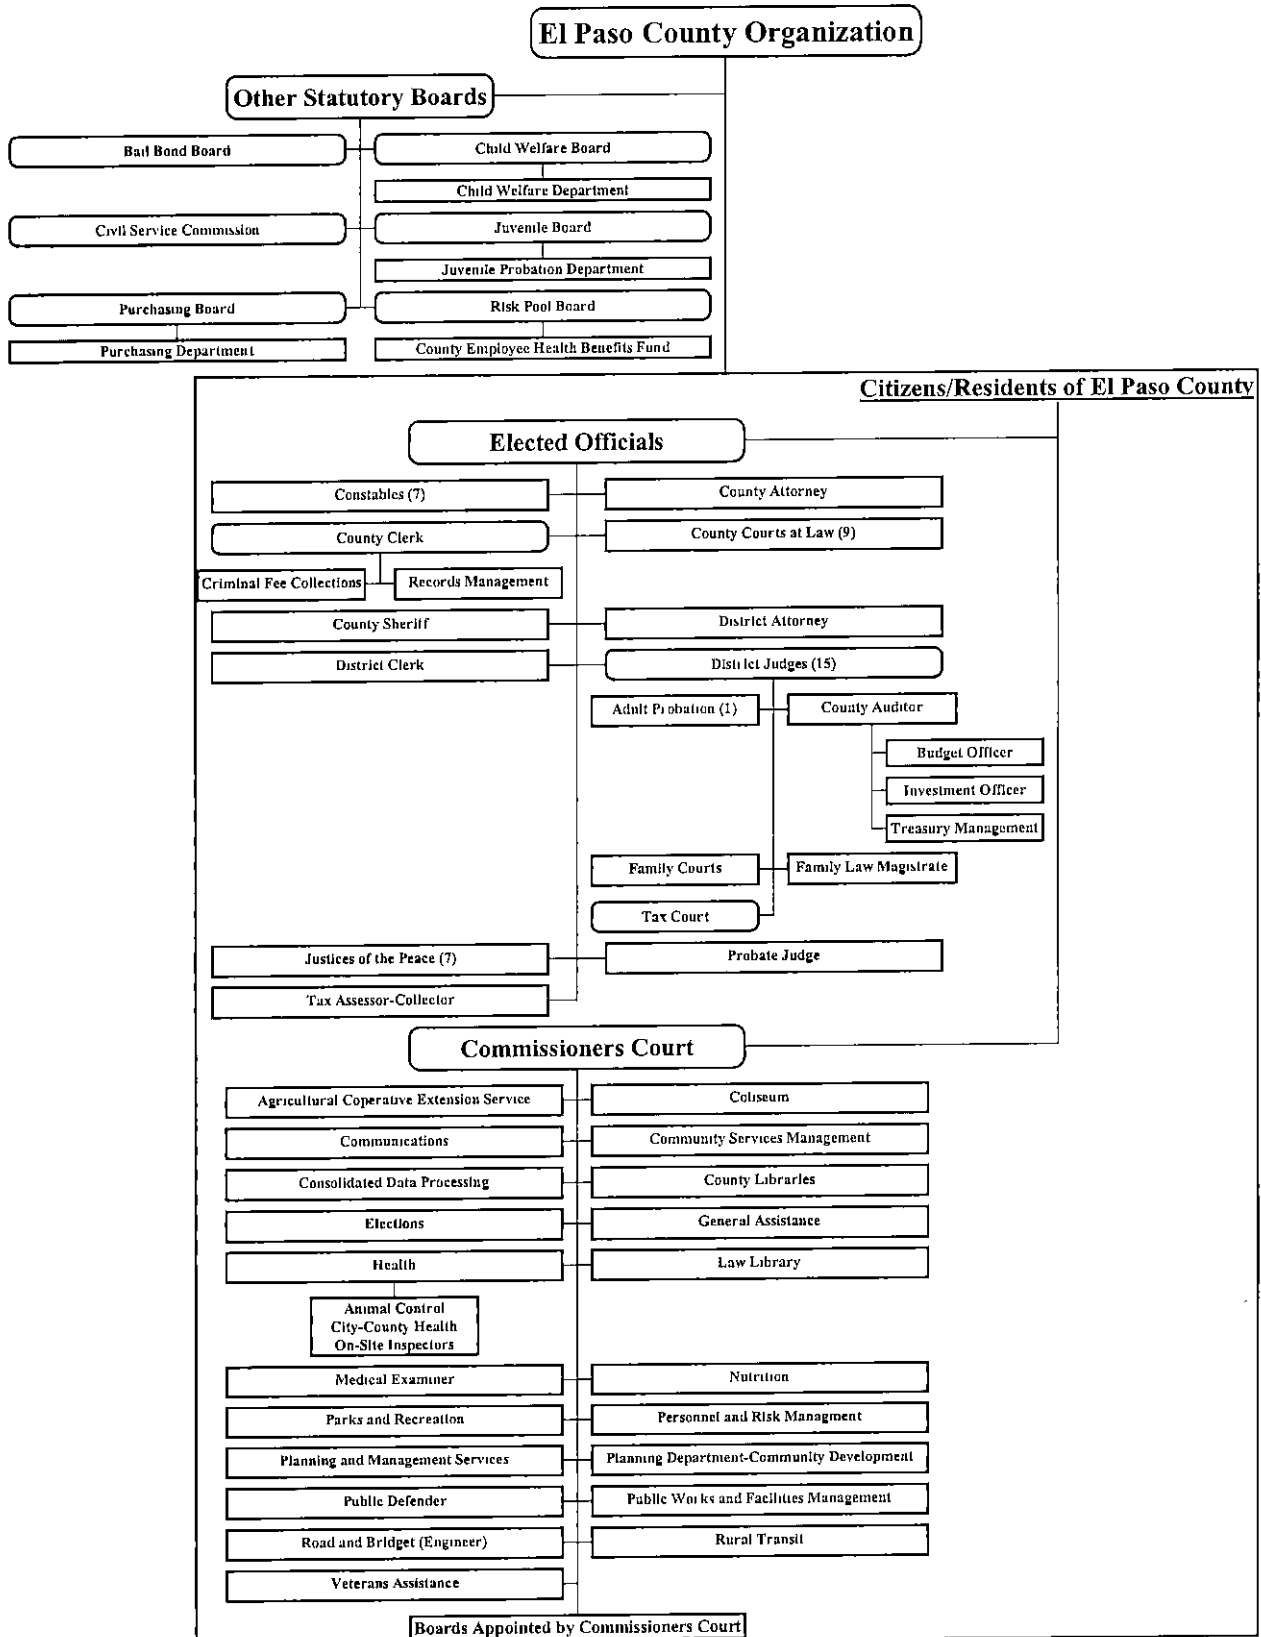 El Paso County Organization
Other Statutory Boards
Bail Bond Board
Child Welfare Board
Child Welfare Department
Civil Service Commission
Juvenile Board
Juvenile Probation Department
Purchasing Board
Risk Pool Board
Purchasing Department
County Employee Health Benefits Fund
Citizens/Residents of El Paso County
Elected Officials
Constables (7)
County Attorney
County Clerk
County Courts at Law (9)
Criminal Fee Collections
Records Management
County Sheriff
District Attorney
District Clerk
District Judges (15)
Adult Probation (1)
County Auditor
Budget Officer
Investment Officer
Treasury Management
Family Courts
Family Law Magistrate
Tax Court
Justices of the Peace (7)
Probate Judge
Tax Assessor-Collector
Commissioners Court
Agricultural Coperative Extension Service
Coliseum
Communications
Community Services Management
Consolidated Data Processing
County Libraries
Elections
General Assistance
Health
Law Library
Animal Control
City-County Health
On-Site Inspectors
Medical Examiner
Nutrition
Parks and Recreation
Personnel and Risk Managment
Planning and Management Services
Planning Department-Community Development
Public Defender
Public Works and Facilities Management
Road and Bridget (Engineer)
Rural Transit
Veterans Assistance
Boards Appointed by Commissioners Court